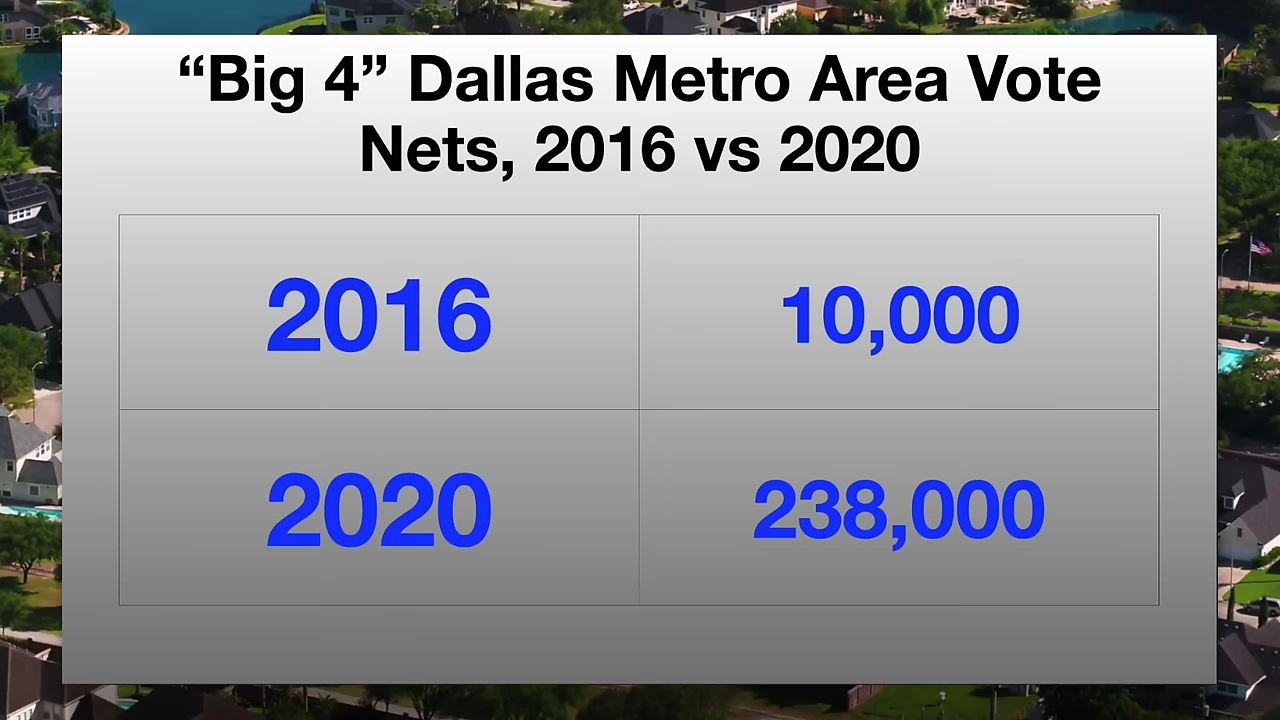 “Big 4” Dallas Metro Area Vote
Nets, 2016 vs 2020
2016
10,000
2020
238,000